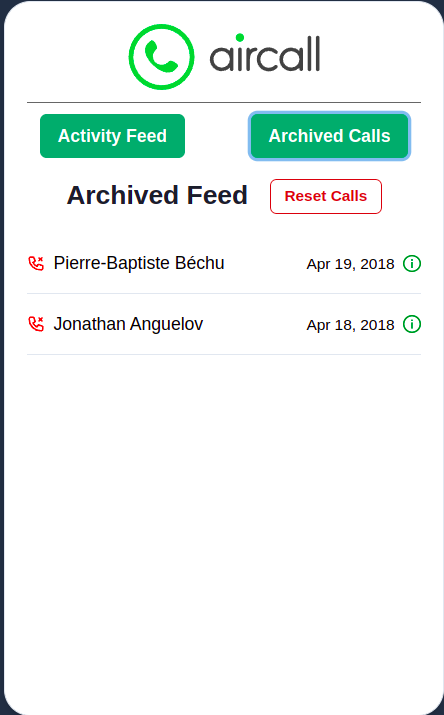 aircall
Activity Feed
Archived Calls
Archived Feed
Reset Calls
Pierre-Baptiste Béchu
Apr 19, 2018
Jonathan Anguelov
Apr 18, 2018